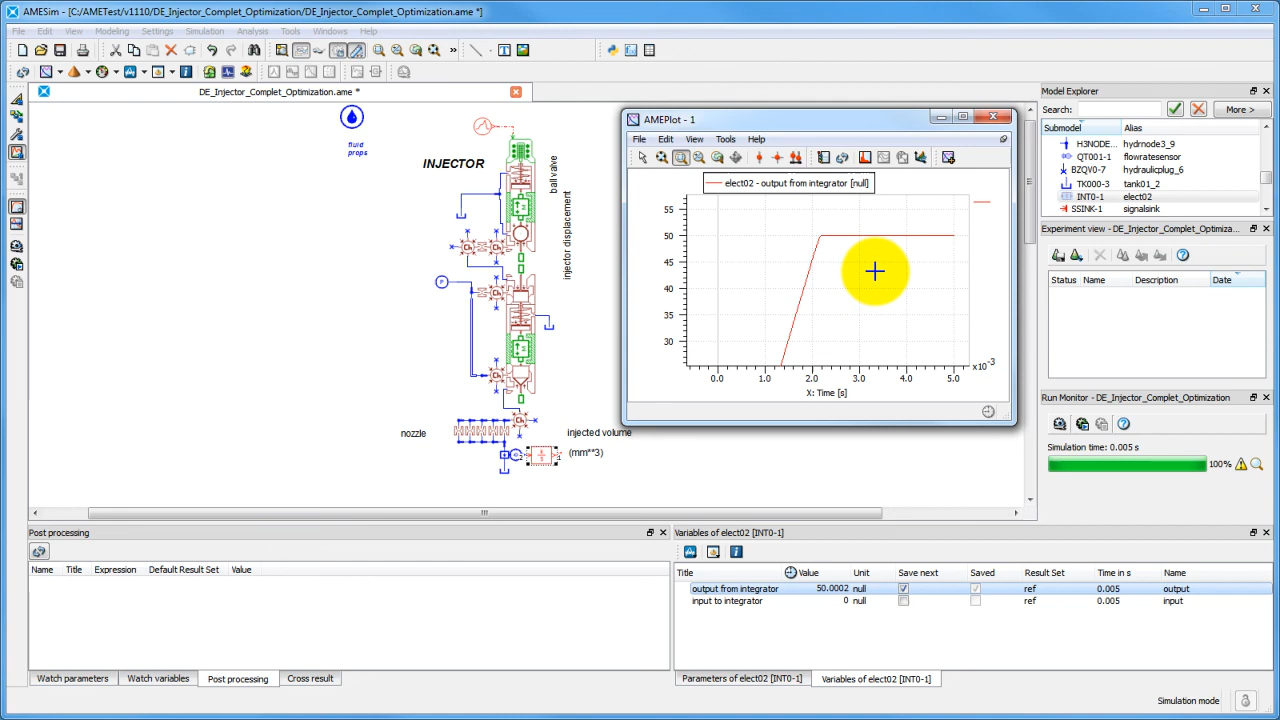 AMESim - [C:/AMETest/v1110/DE_Injector_Complet_Optimization/DE_Injector_Complet_Optimization.ame *]
File Edit View Modeling Settings Simulation Analysis Tools Windows Help
DE_Injector_Complet_Optimization.ame *
fluid
props
INJECTOR
ball valve
injector displacement
nozzle
injected volume
(mm**3)
AMEPlot - 1
File Edit View Tools Help
elect02 - output from integrator [null]
55
50
45
40
35
30
0.0 1.0 2.0 3.0 4.0 5.0
x10-3
X: Time [s]
Model Explorer
Search: More >
Submodel Alias
H3NODE... hydrnode3_9
QT001-1 flowratesensor
BZQV0-7 hydraulicplug_6
TK000-3 tank01_2
INT0-1 elect02
SSINK-1 signalsink
Experiment view - DE_Injector_Complet_Optimiza...
Status Name Description Date
Run Monitor - DE_Injector_Complet_Optimization
Simulation time: 0.005 s
100%
Post processing
Name Title Expression Default Result Set Value
Watch parameters Watch variables Post processing Cross result
Variables of elect02 [INT0-1]
Title Value Unit Save next Saved Result Set Time in s Name
output from integrator 50.0002 null ref 0.005 output
input to integrator 0 null ref 0.005 input
Parameters of elect02 [INT0-1] Variables of elect02 [INT0-1]
Simulation mode